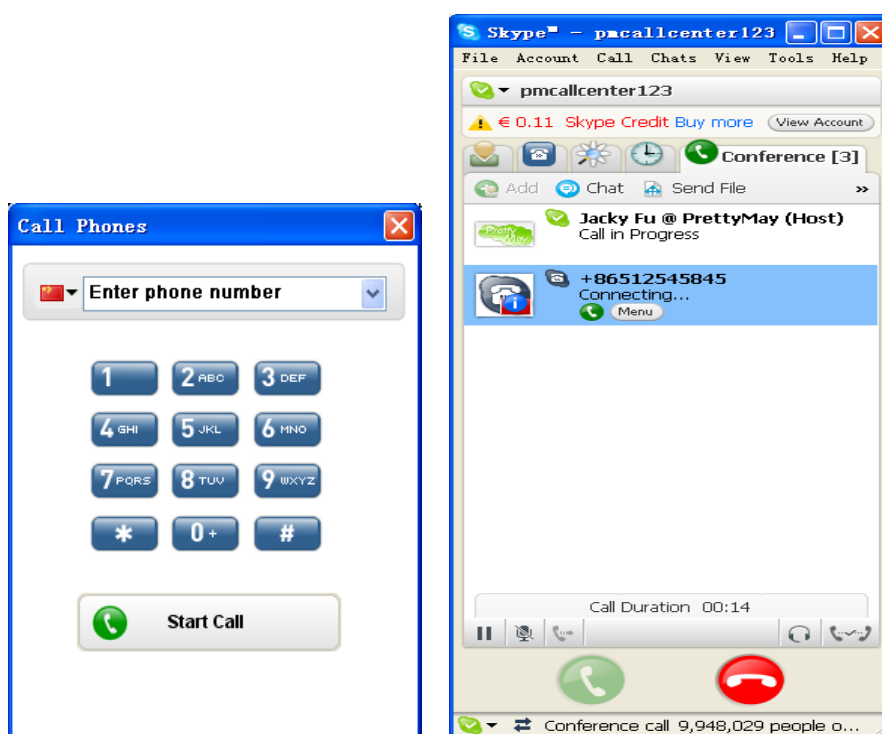 Call Phones
Enter phone number
1
2 ABC
3 DEF
4 GHI
5 JKL
6 MNO
7 PQRS
8 TUV
9 WXYZ
*
0 +
#
Start Call
Skype™ - pmcallcenter123
File Account Call Chats View Tools Help
pmcallcenter123
€ 0.11 Skype Credit Buy more View Account
Conference [3]
Add Chat Send File »
Jacky Fu @ PrettyMay (Host)
Call in Progress
+86512545845
Connecting...
Menu
Call Duration 00:14
Conference call 9,948,029 people o...